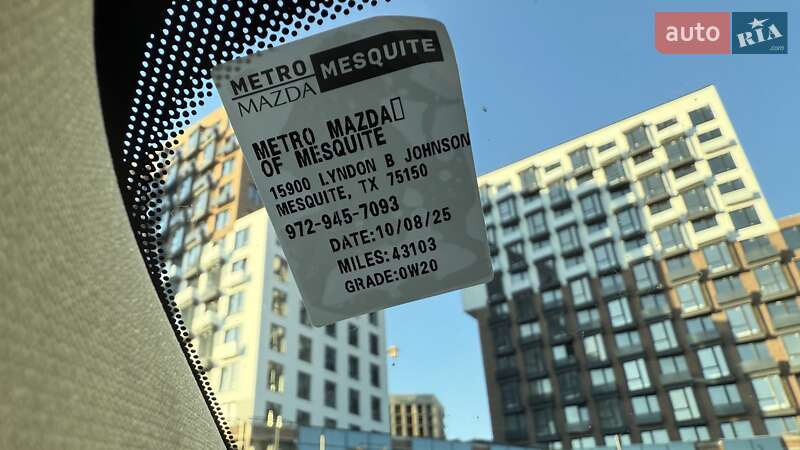 auto RIA .com
METRO MESQUITE
MAZDA
METRO MAZDA
OF MESQUITE
15900 LYNDON B JOHNSON
MESQUITE, TX 75150
972-945-7093
DATE:10/08/25
MILES:43103
GRADE:0W20